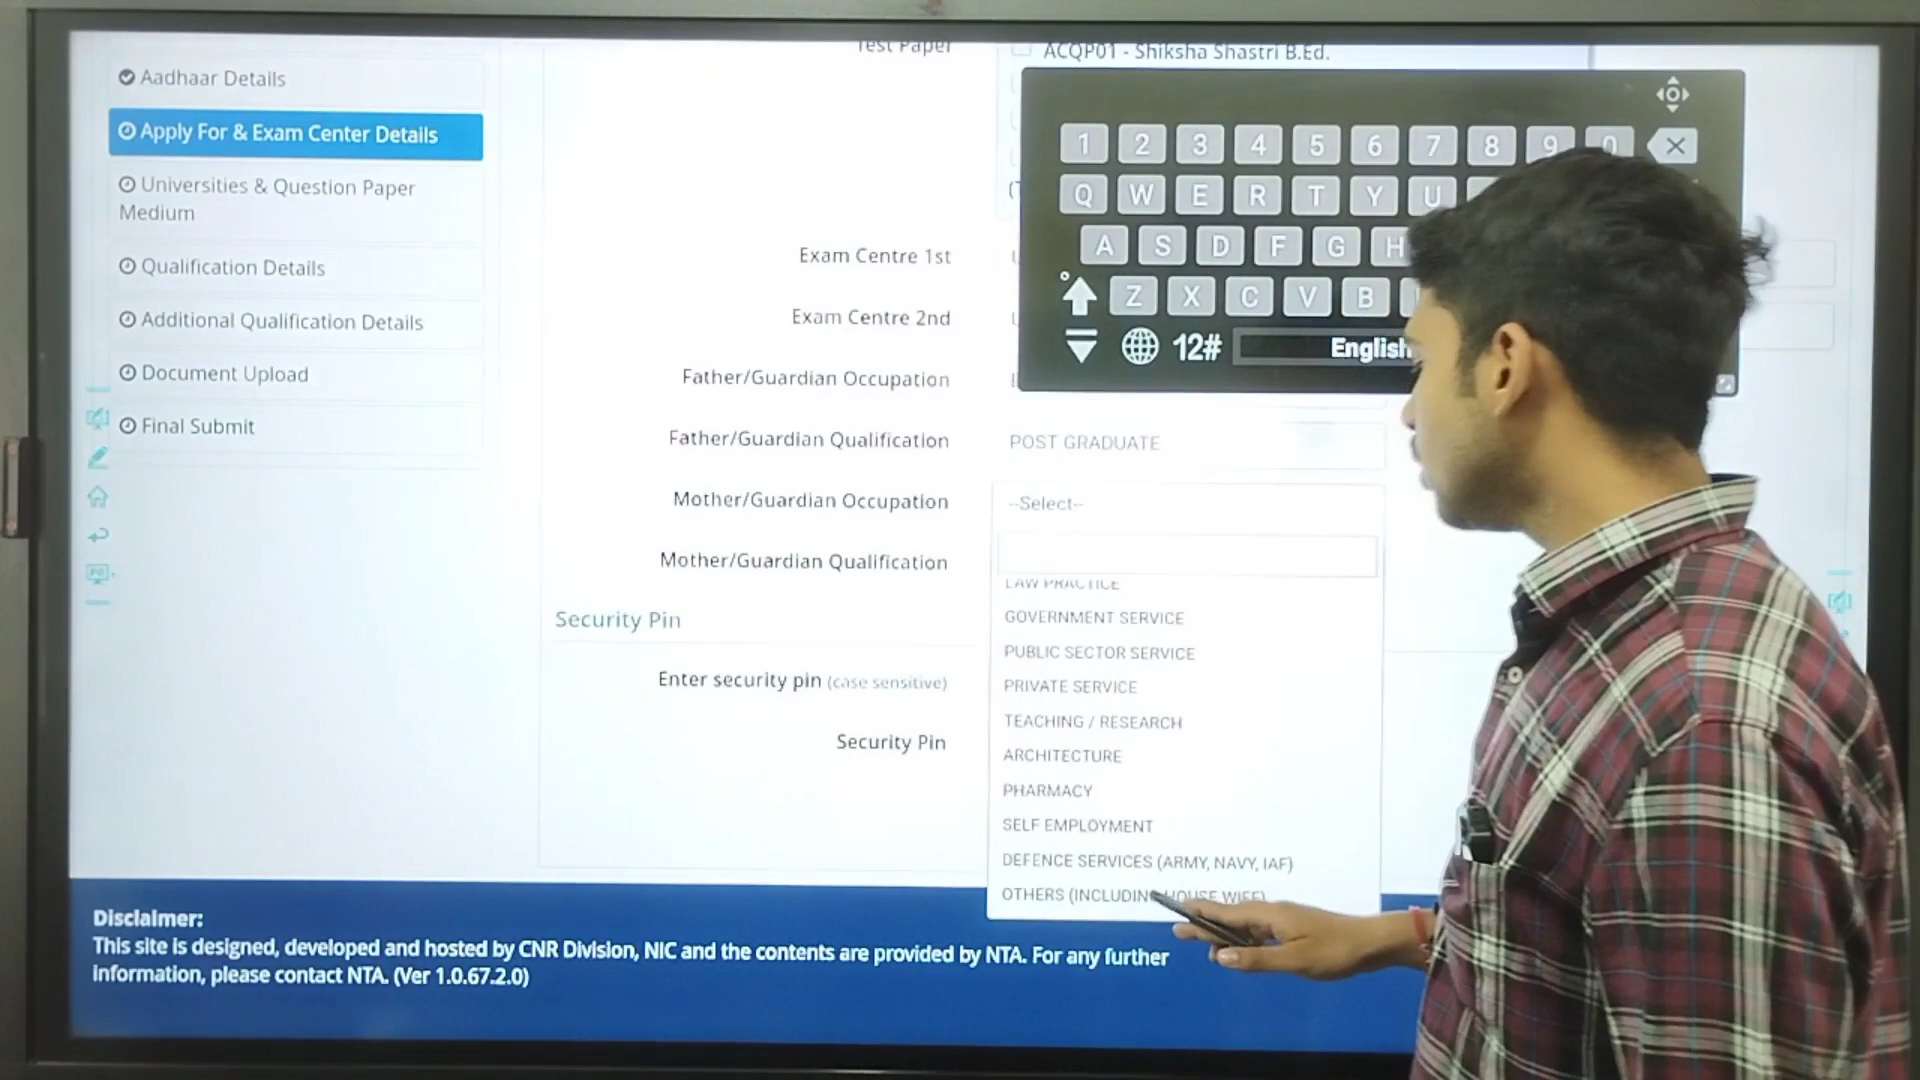 Test Paper
ACQP01 - Shiksha Shastri B.Ed.
Aadhaar Details
Apply For & Exam Center Details
Universities & Question Paper
Medium
Qualification Details
Additional Qualification Details
Document Upload
Final Submit
1 2 3 4 5 6 7 8 9 0
Q W E R T Y U
A S D F G H
Z X C V B
12# English
Exam Centre 1st
Exam Centre 2nd
Father/Guardian Occupation
Father/Guardian Qualification
POST GRADUATE
Mother/Guardian Occupation
--Select--
Mother/Guardian Qualification
LAW PRACTICE
GOVERNMENT SERVICE
PUBLIC SECTOR SERVICE
PRIVATE SERVICE
TEACHING / RESEARCH
ARCHITECTURE
PHARMACY
SELF EMPLOYMENT
DEFENCE SERVICES (ARMY, NAVY, IAF)
OTHERS (INCLUDING HOUSE WIFE)
Security Pin
Enter security pin (case sensitive)
Security Pin
Disclaimer:
This site is designed, developed and hosted by CNR Division, NIC and the contents are provided by NTA. For any further
information, please contact NTA. (Ver 1.0.67.2.0)